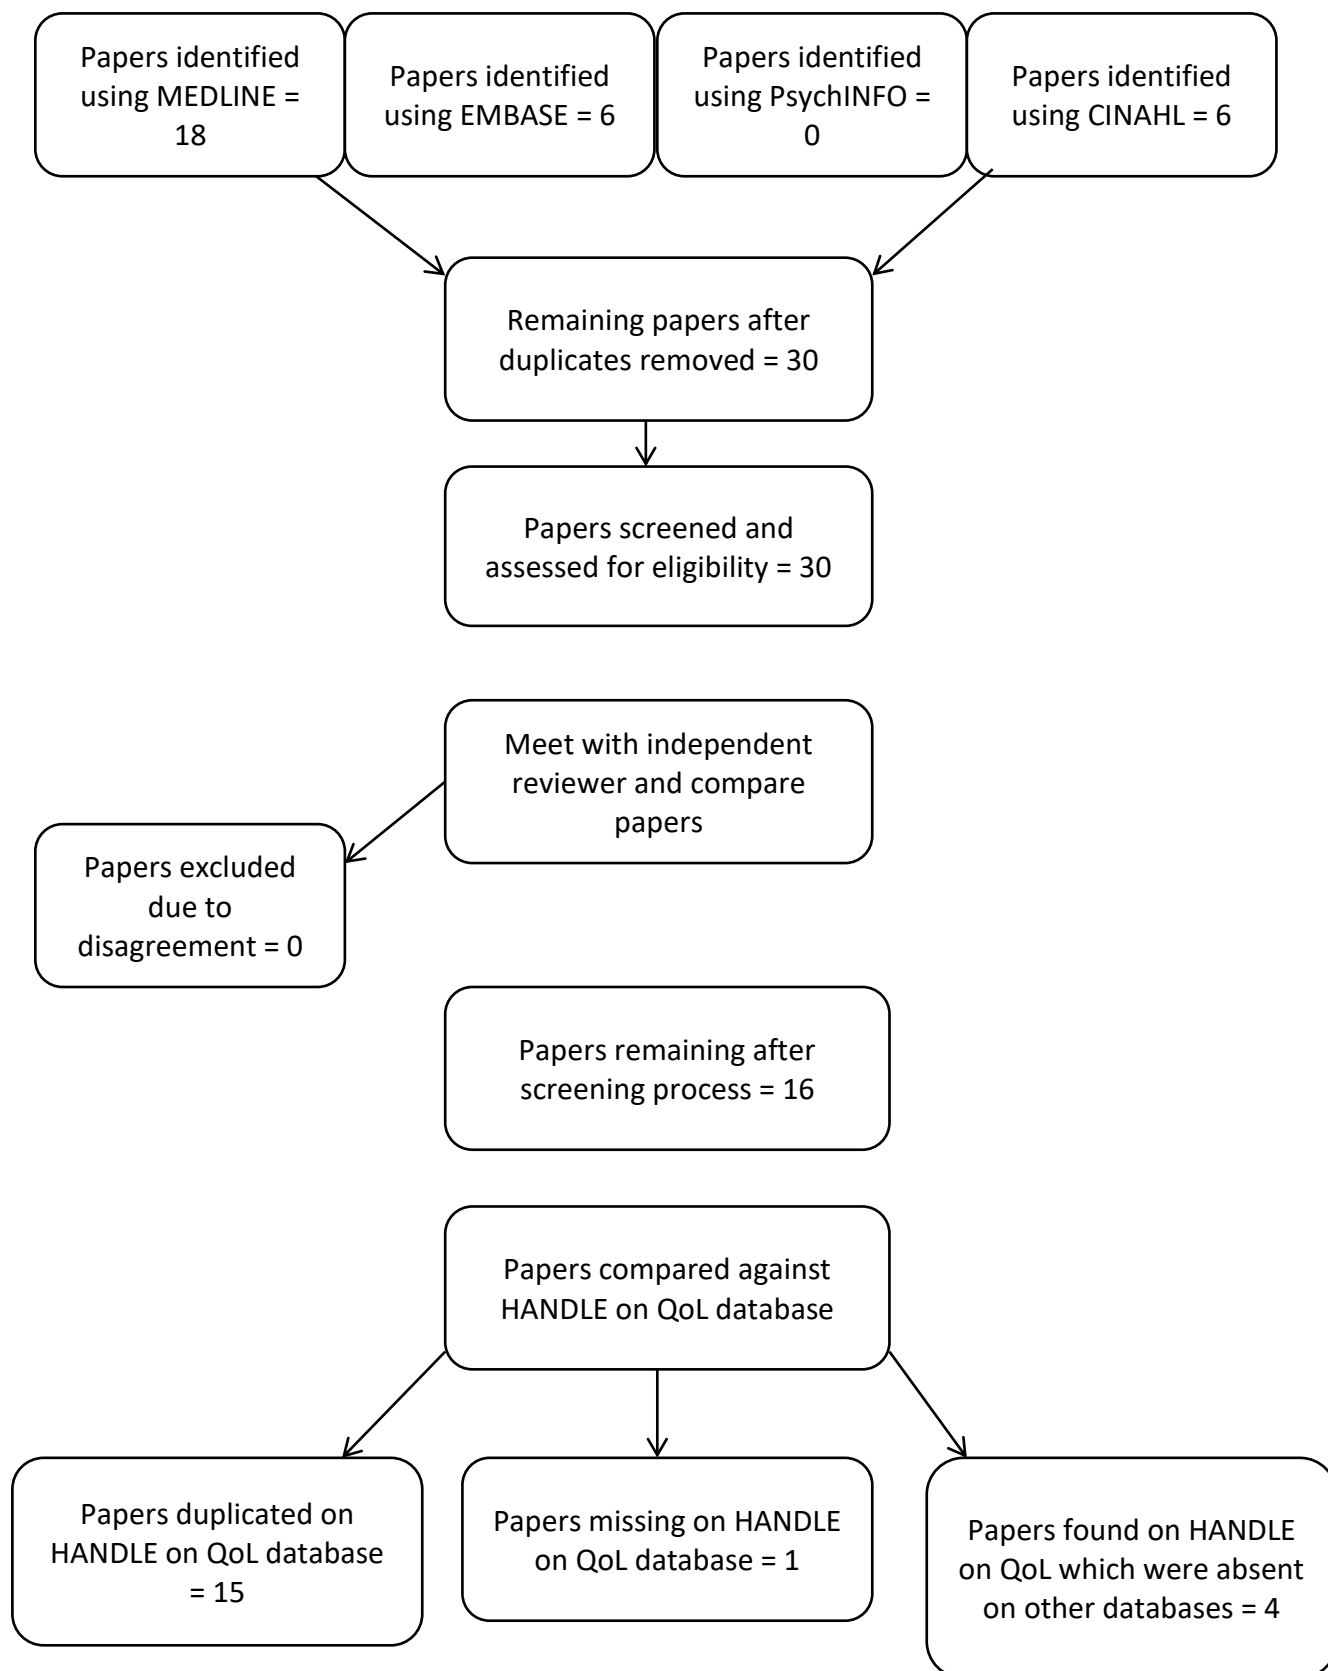 Papers identified
using MEDLINE =
18
Papers identified
using EMBASE = 6
Papers identified
using PsychINFO =
0
Papers identified
using CINAHL = 6
Remaining papers after
duplicates removed = 30
Papers screened and
assessed for eligibility = 30
Meet with independent
reviewer and compare
papers
Papers excluded
due to
disagreement = 0
Papers remaining after
screening process = 16
Papers compared against
HANDLE on QoL database
Papers duplicated on
HANDLE on QoL database
= 15
Papers missing on HANDLE
on QoL database = 1
Papers found on HANDLE
on QoL which were absent
on other databases = 4